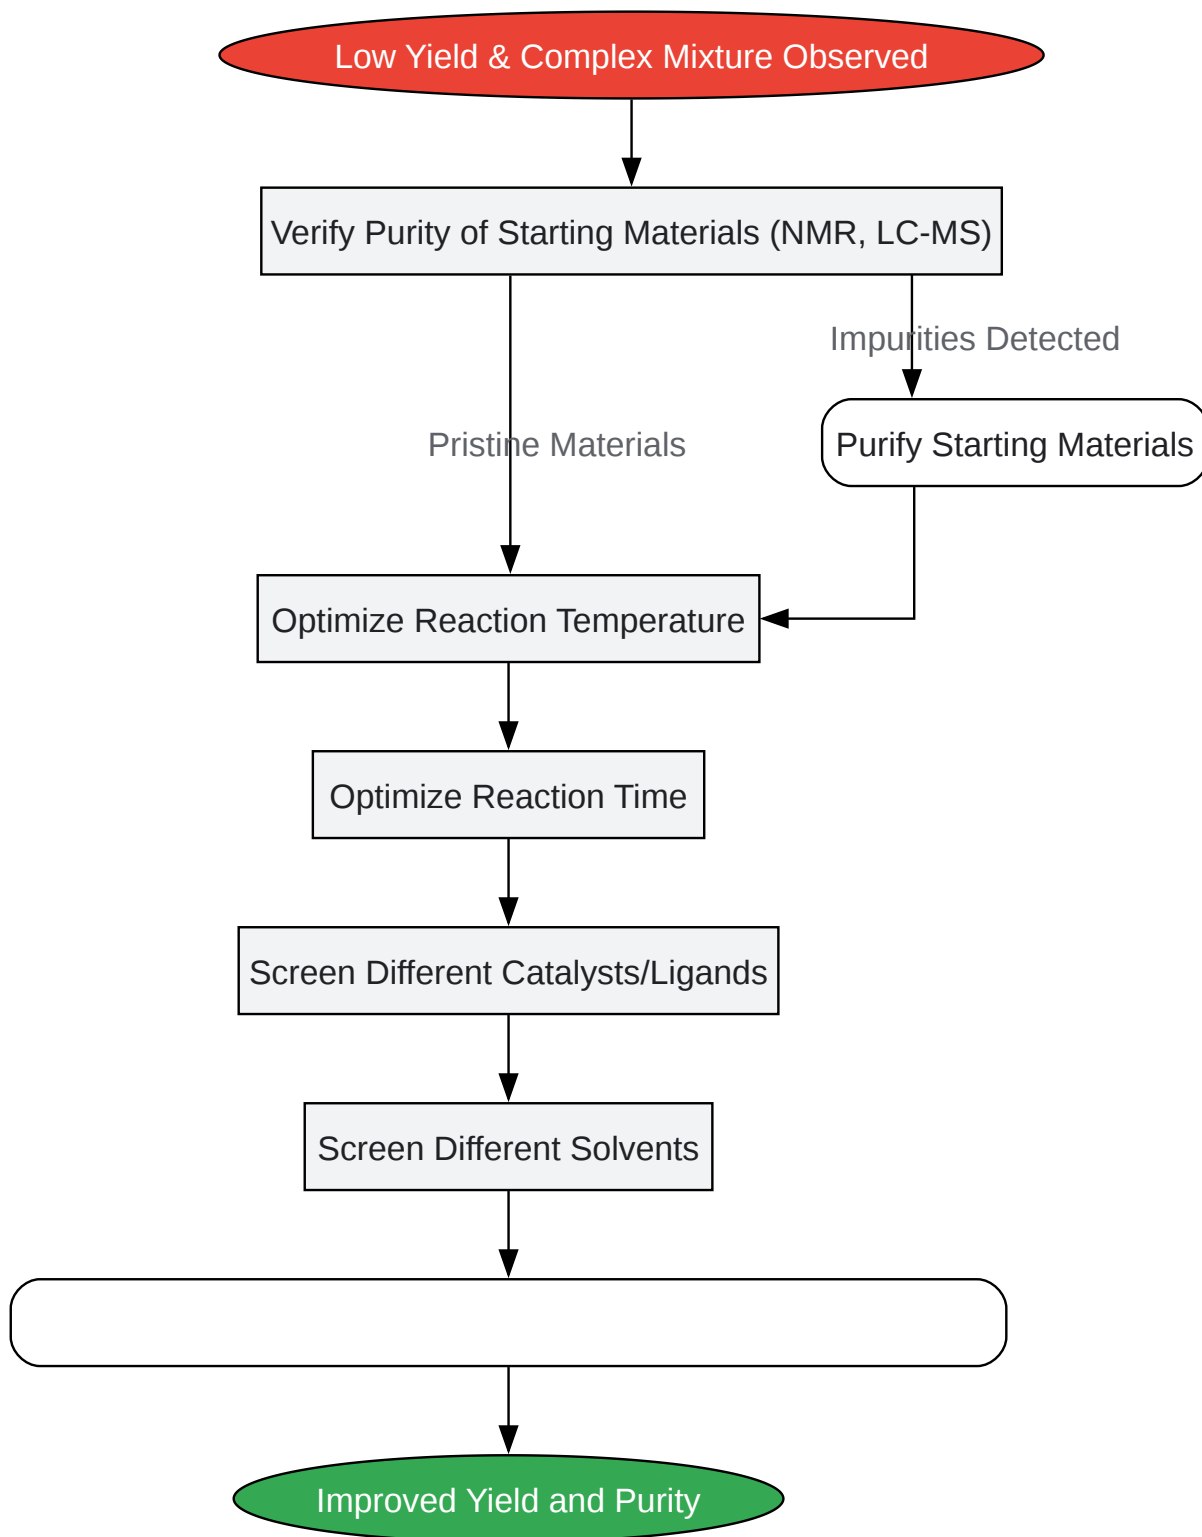 Low Yield & Complex Mixture Observed
Verify Purity of Starting Materials (NMR, LC-MS)
Impurities Detected
Pristine Materials
Purify Starting Materials
Optimize Reaction Temperature
Optimize Reaction Time
Screen Different Catalysts/Ligands
Screen Different Solvents
Improved Yield and Purity